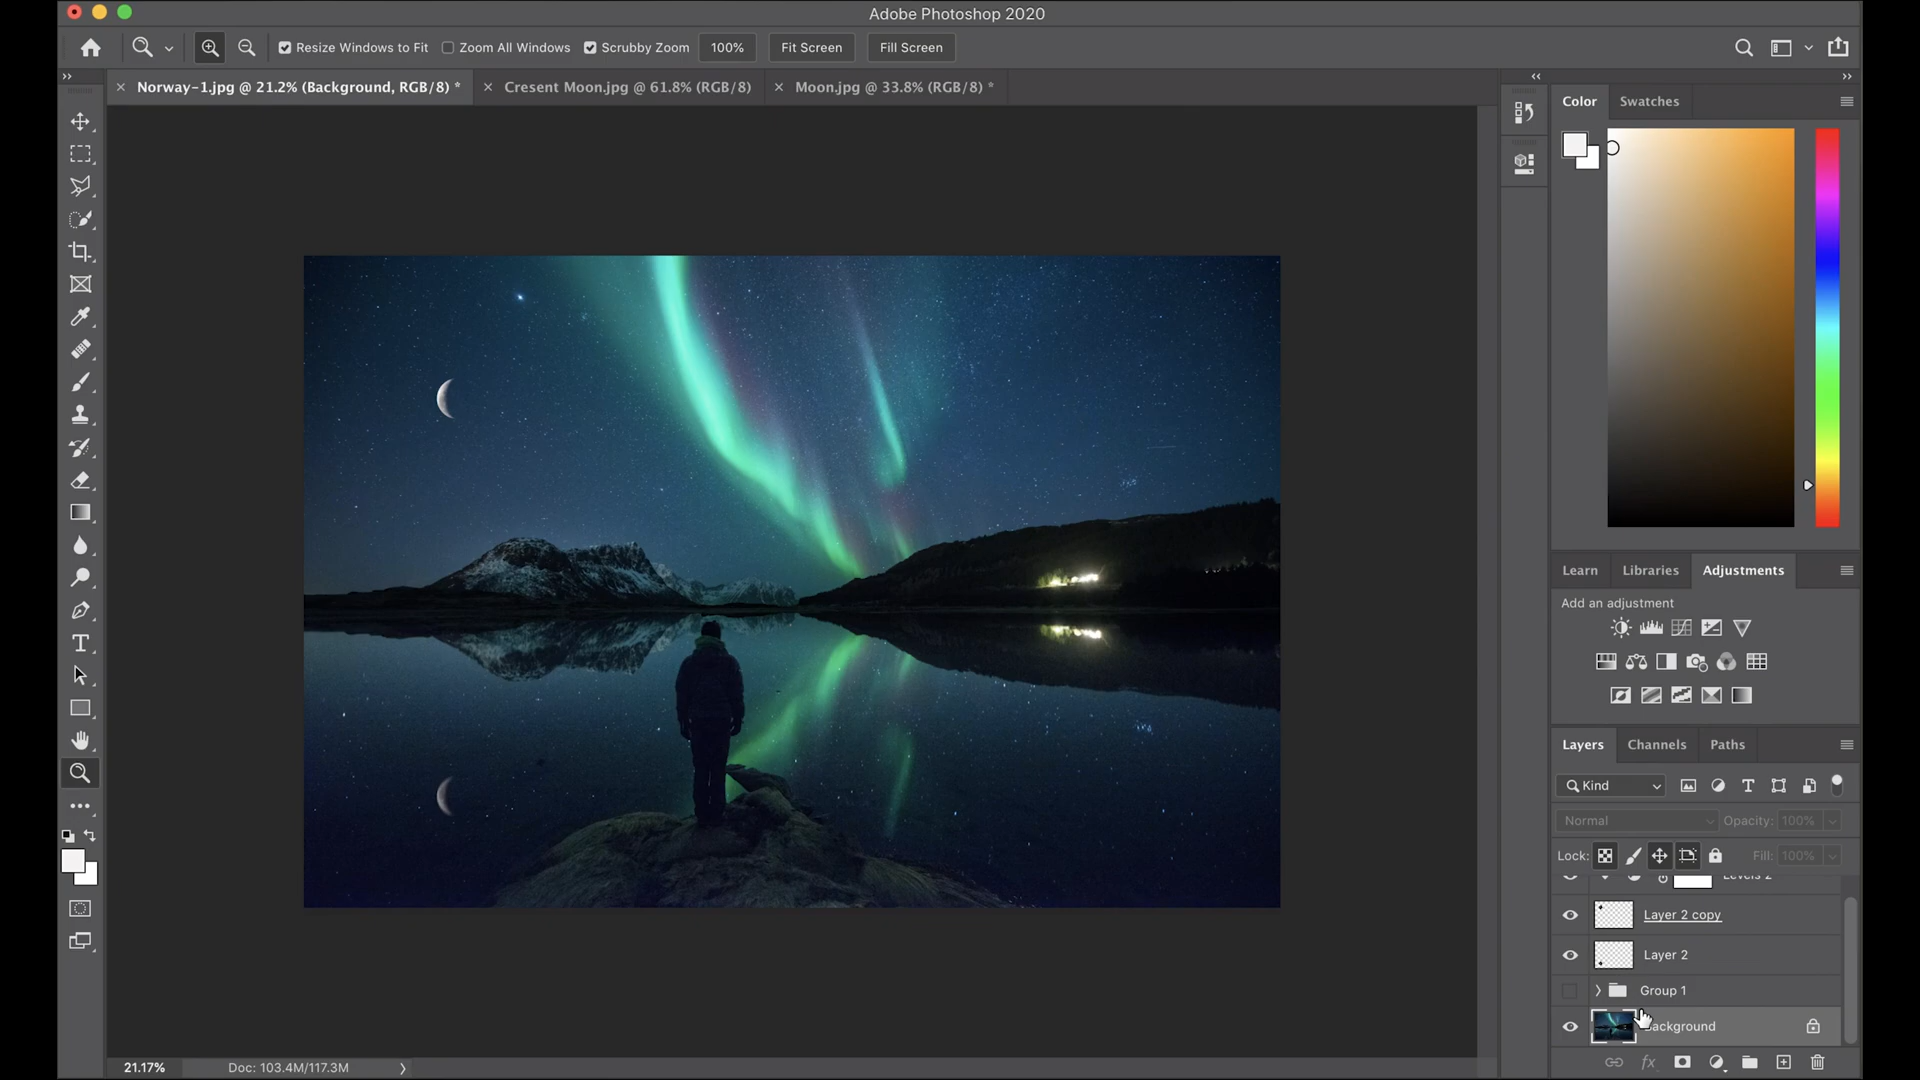 Adobe Photoshop 2020
Resize Windows to Fit Zoom All Windows Scrubby Zoom 100% Fit Screen Fill Screen
Norway-1.jpg @ 21.2% (Background, RGB/8) * Cresent Moon.jpg @ 61.8% (RGB/8) Moon.jpg @ 33.8% (RGB/8) *
Color Swatches
Learn Libraries Adjustments
Add an adjustment
Layers Channels Paths
Kind
Normal Opacity: 100%
Lock: Fill: 100%
Levels 2
Layer 2 copy
Layer 2
Group 1
ackground
21.17% Doc: 103.4M/117.3M